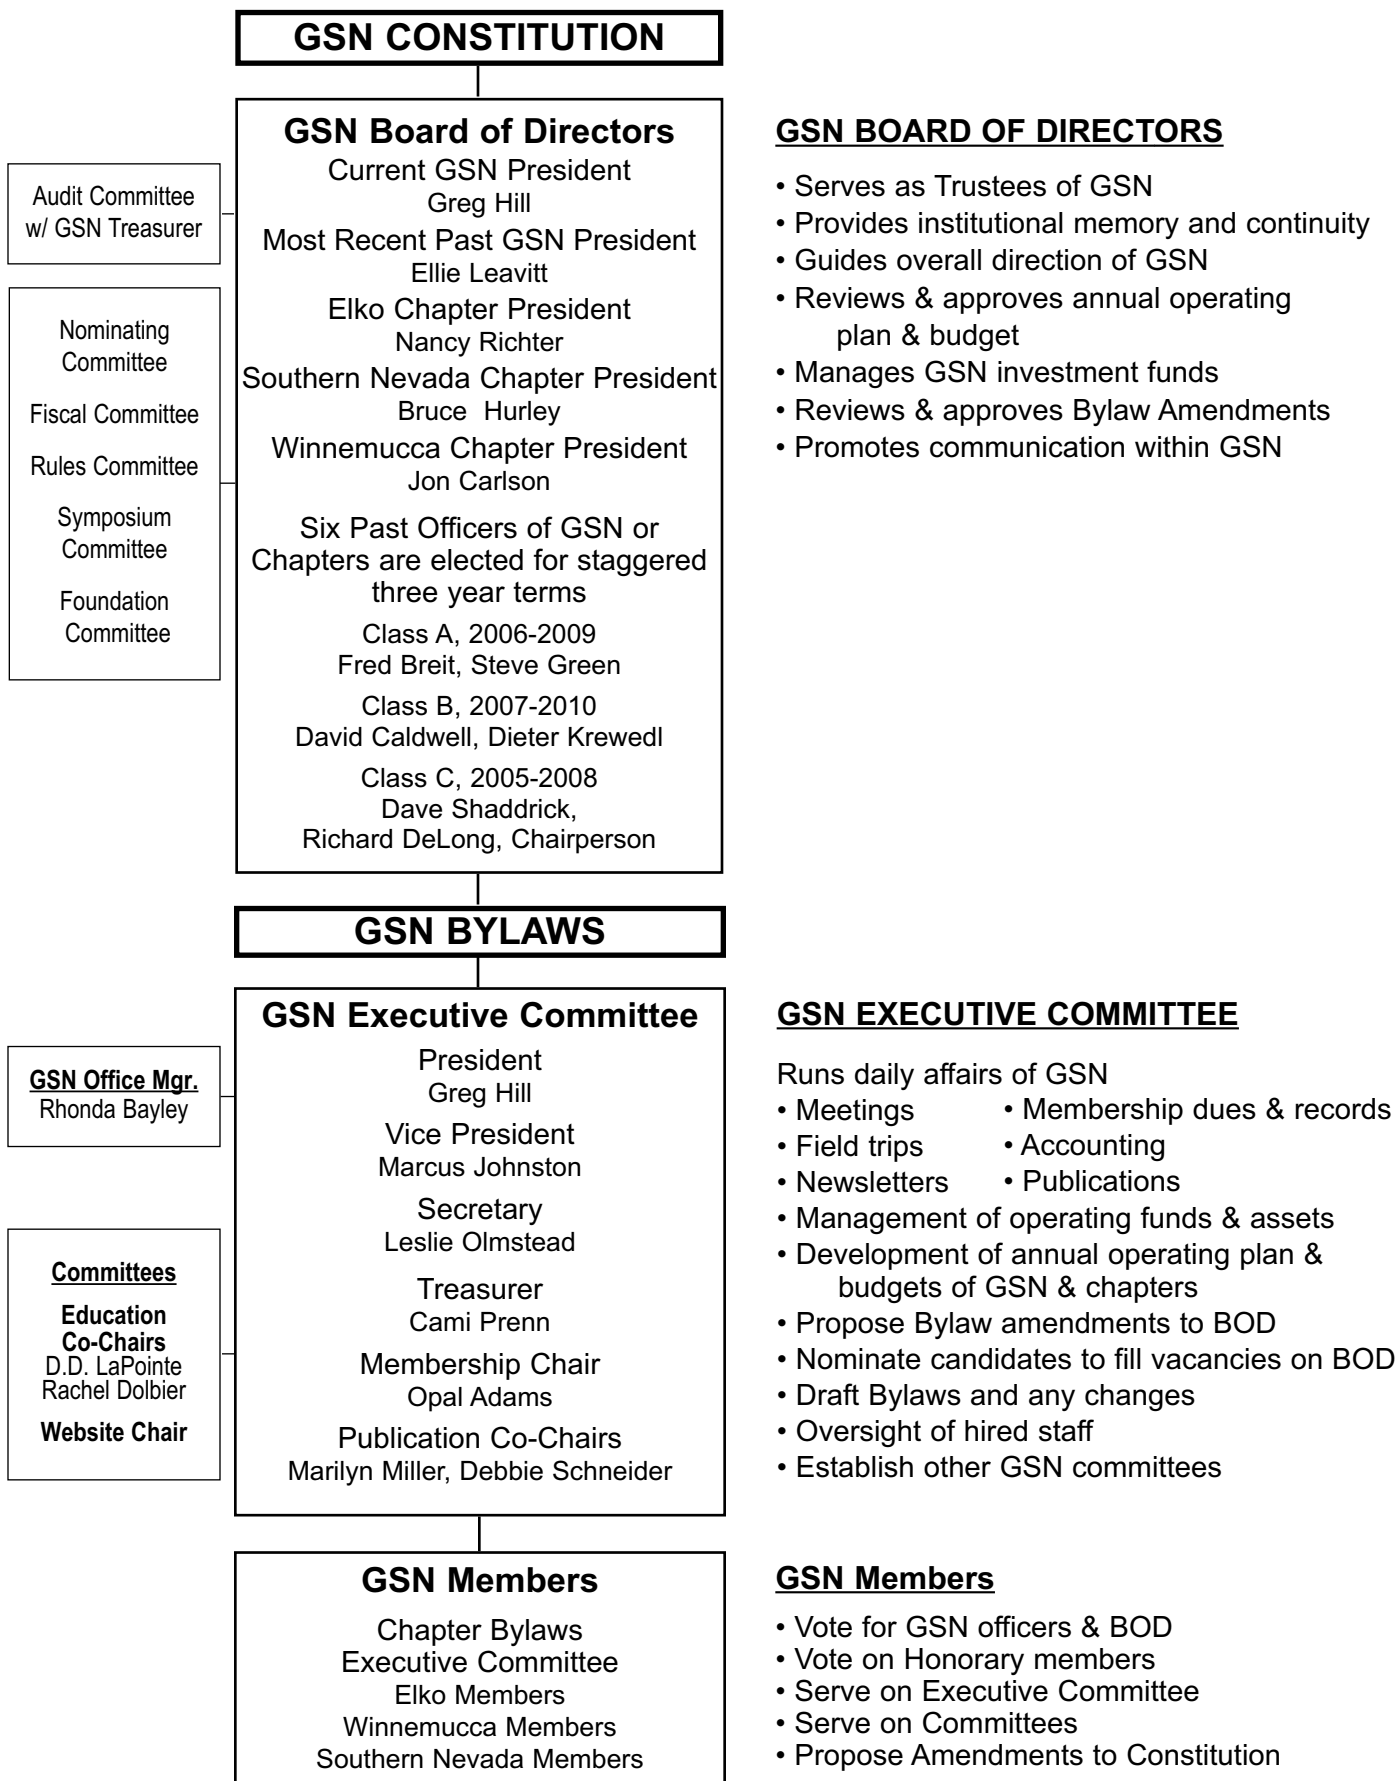 GSN CONSTITUTION
GSN Board of Directors
Current GSN President
Greg Hill
Most Recent Past GSN President
Ellie Leavitt
Elko Chapter President
Nancy Richter
Southern Nevada Chapter President
Bruce Hurley
Winnemucca Chapter President
Jon Carlson
Six Past Officers of GSN or
Chapters are elected for staggered
three year terms
Class A, 2006-2009
Fred Breit, Steve Green
Class B, 2007-2010
David Caldwell, Dieter Krewedl
Class C, 2005-2008
Dave Shaddrick,
Richard DeLong, Chairperson
Audit Committee
w/ GSN Treasurer
Nominating
Committee
Fiscal Committee
Rules Committee
Symposium
Committee
Foundation
Committee
GSN BOARD OF DIRECTORS
• Serves as Trustees of GSN
• Provides institutional memory and continuity
• Guides overall direction of GSN
• Reviews & approves annual operating
plan & budget
• Manages GSN investment funds
• Reviews & approves Bylaw Amendments
• Promotes communication within GSN
GSN BYLAWS
GSN Executive Committee
President
Greg Hill
Vice President
Marcus Johnston
Secretary
Leslie Olmstead
Treasurer
Cami Prenn
Membership Chair
Opal Adams
Publication Co-Chairs
Marilyn Miller, Debbie Schneider
GSN Office Mgr.
Rhonda Bayley
Committees
Education
Co-Chairs
D.D. LaPointe
Rachel Dolbier
Website Chair
GSN EXECUTIVE COMMITTEE
Runs daily affairs of GSN
• Meetings • Membership dues & records
• Field trips • Accounting
• Newsletters • Publications
• Management of operating funds & assets
• Development of annual operating plan &
budgets of GSN & chapters
• Propose Bylaw amendments to BOD
• Nominate candidates to fill vacancies on BOD
• Draft Bylaws and any changes
• Oversight of hired staff
• Establish other GSN committees
GSN Members
Chapter Bylaws
Executive Committee
Elko Members
Winnemucca Members
Southern Nevada Members
GSN Members
• Vote for GSN officers & BOD
• Vote on Honorary members
• Serve on Executive Committee
• Serve on Committees
• Propose Amendments to Constitution